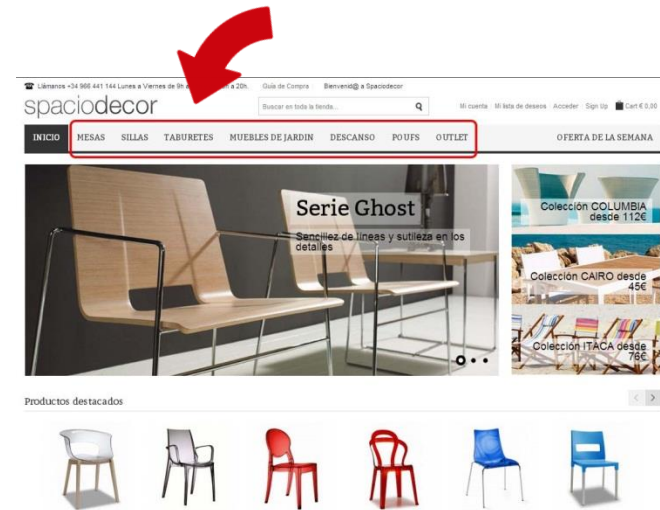 Llámanos +34 966 441 144 Lunes a Viernes de 9h a 20h. Guía de Compra Bienvenid@ a Spaciodecor
spaciodecor
Buscar en toda la tienda...
Mi cuenta Mi lista de deseos Acceder Sign Up Cart € 0,00
INICIO MESAS SILLAS TABURETES MUEBLES DE JARDIN DESCANSO POUFS OUTLET OFERTA DE LA SEMANA
Serie Ghost
Sencillez de líneas y sutileza en los
detalles
Colección COLUMBIA
desde 112€
Colección CAIRO desde
45€
Colección ITACA desde
76€
Productos destacados